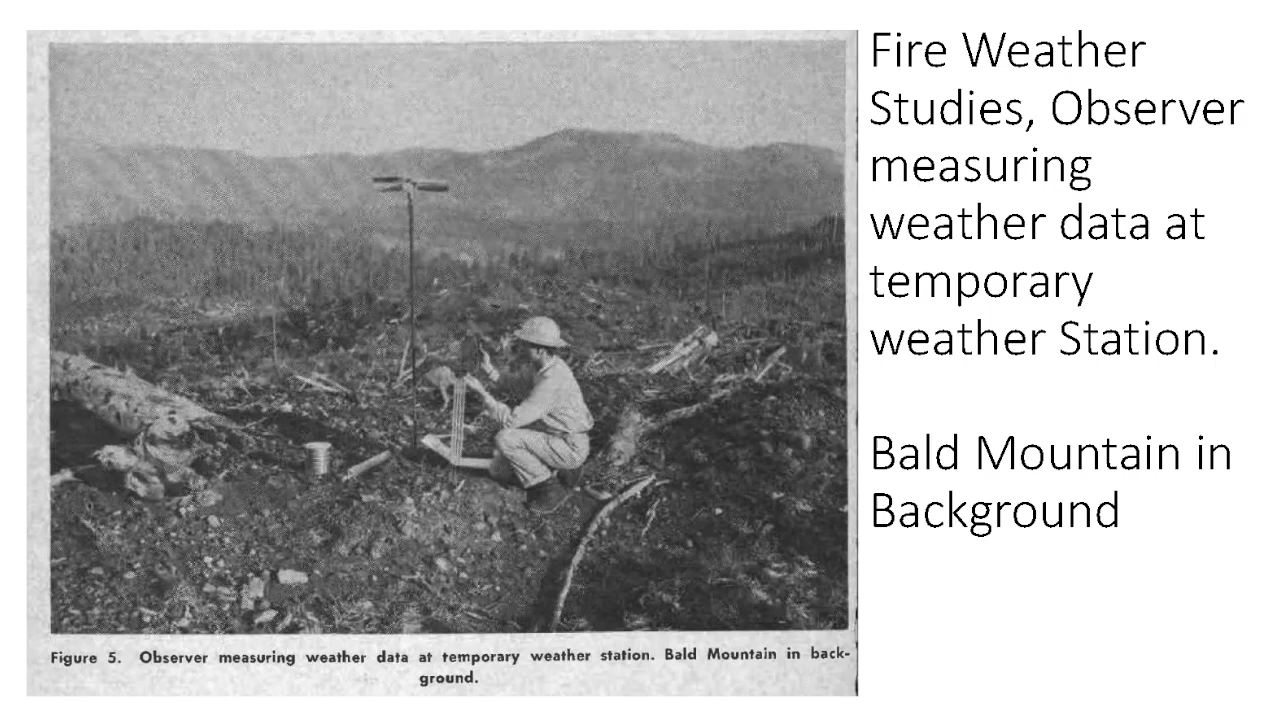 Fire Weather
Studies, Observer
measuring
weather data at
temporary
weather Station.
Bald Mountain in
Background
Figure 5. Observer measuring weather data at temporary weather station. Bald Mountain in back-
ground.